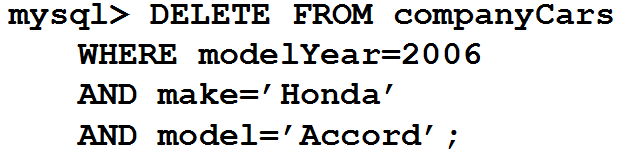 mysql> DELETE FROM companyCars
WHERE modelYear=2006
AND make=’Honda’
AND model=’Accord’;